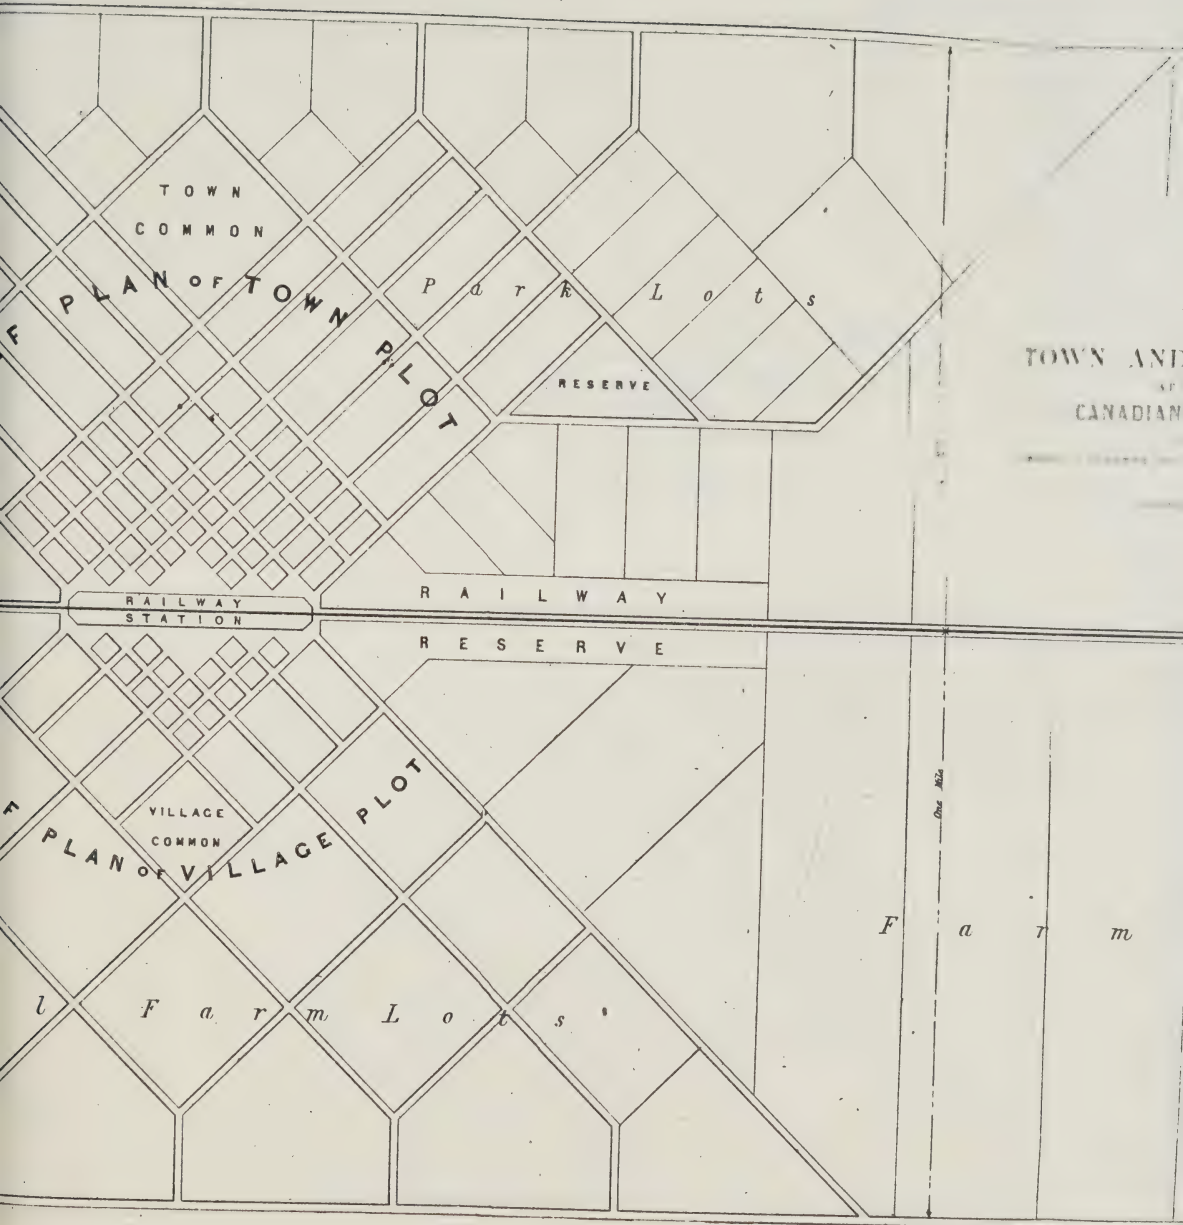 TOWN
COMMON
F PLAN OF TOWN PLOT
Park Lots
RESERVE
TOWN AND
CANADIAN
RAILWAY
STATION
RAILWAY
RESERVE
One Mile
VILLAGE
COMMON
F PLAN OF VILLAGE PLOT
Farm
l Farm Lots